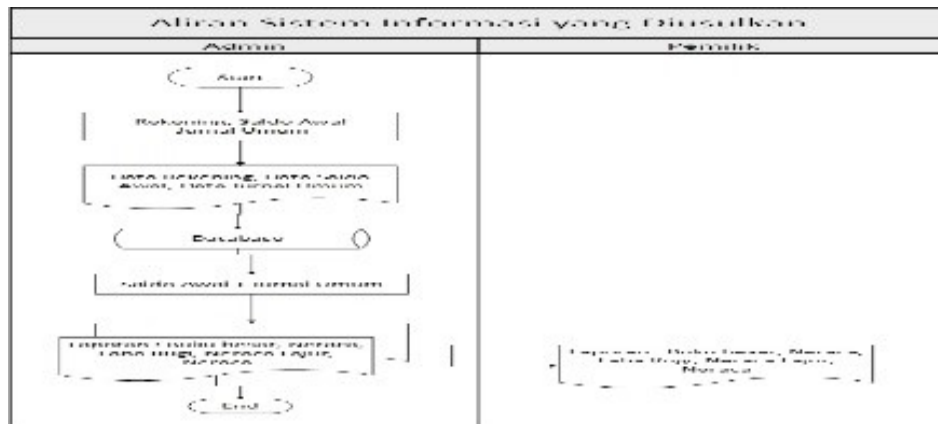 Aliran Sistem Informasi yang Diusulkan
Admin
Pemilik
Start
Rekening, Saldo Awal
Jurnal Umum
Data Rekening, Data Saldo
Awal, Data Jurnal Umum
Database
Saldo Awal + Jurnal Umum
Laporan : Buku besar, Neraca,
Laba Rugi, Neraca Lajur,
Neraca
End
Laporan : Buku besar, Neraca,
Laba Rugi, Neraca Lajur,
Neraca